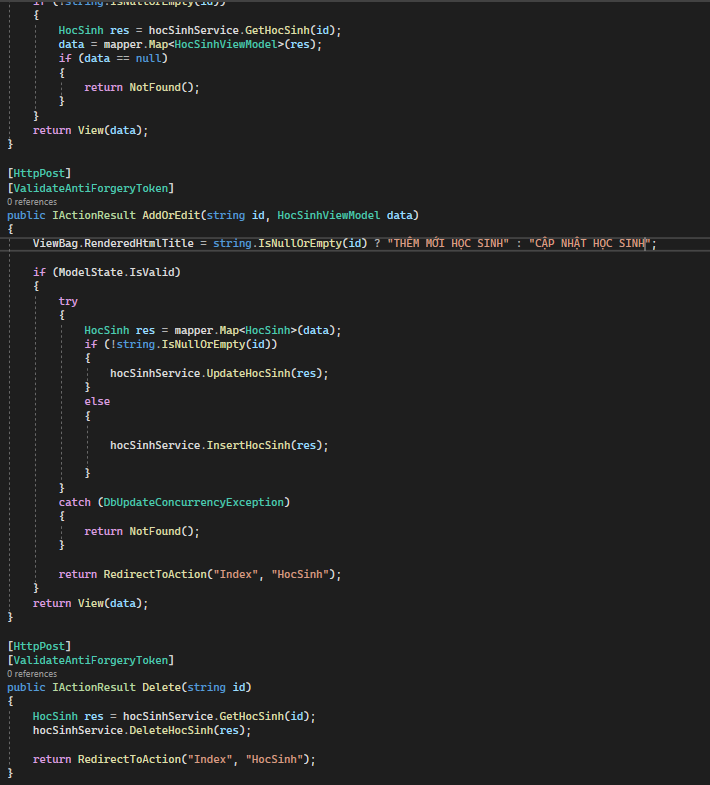 if (!string.IsNullOrEmpty(id))
{
HocSinh res = hocSinhService.GetHocSinh(id);
data = mapper.Map<HocSinhViewModel>(res);
if (data == null)
{
return NotFound();
}
}
return View(data);
}
[HttpPost]
[ValidateAntiForgeryToken]
0 references
public IActionResult AddOrEdit(string id, HocSinhViewModel data)
{
ViewBag.RenderedHtmlTitle = string.IsNullOrEmpty(id) ? "THÊM MỚI HỌC SINH" : "CẬP NHẬT HỌC SINH";
if (ModelState.IsValid)
{
try
{
HocSinh res = mapper.Map<HocSinh>(data);
if (!string.IsNullOrEmpty(id))
{
hocSinhService.UpdateHocSinh(res);
}
else
{
hocSinhService.InsertHocSinh(res);
}
}
catch (DbUpdateConcurrencyException)
{
return NotFound();
}
return RedirectToAction("Index", "HocSinh");
}
return View(data);
}
[HttpPost]
[ValidateAntiForgeryToken]
0 references
public IActionResult Delete(string id)
{
HocSinh res = hocSinhService.GetHocSinh(id);
hocSinhService.DeleteHocSinh(res);
return RedirectToAction("Index", "HocSinh");
}